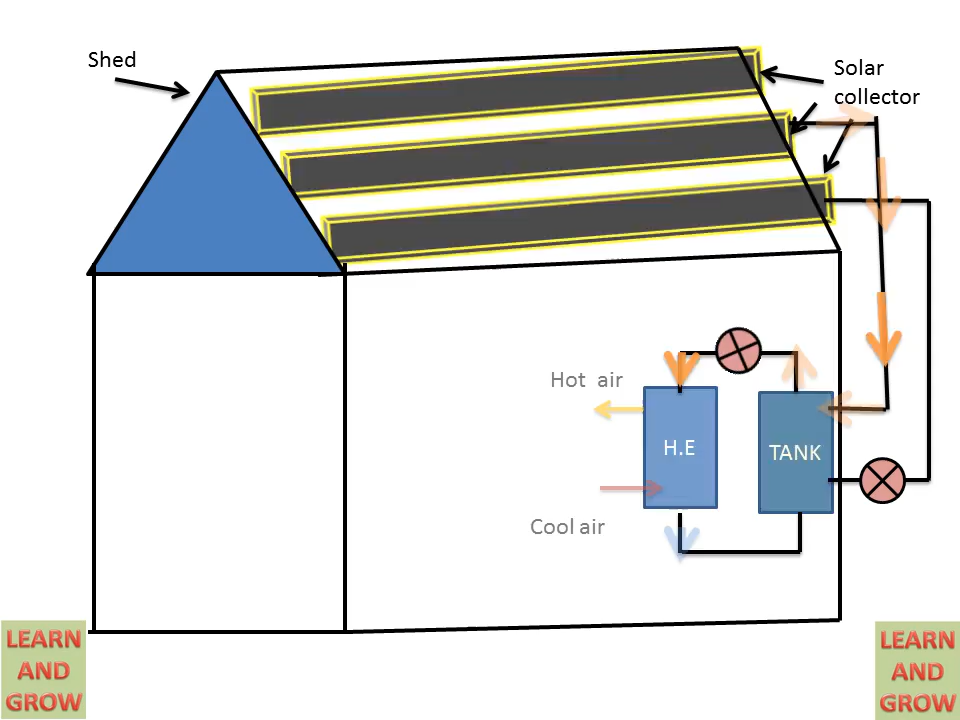 Shed
Solar
collector
Hot air
H.E
TANK
Cool air
LEARN
AND
GROW
LEARN
AND
GROW